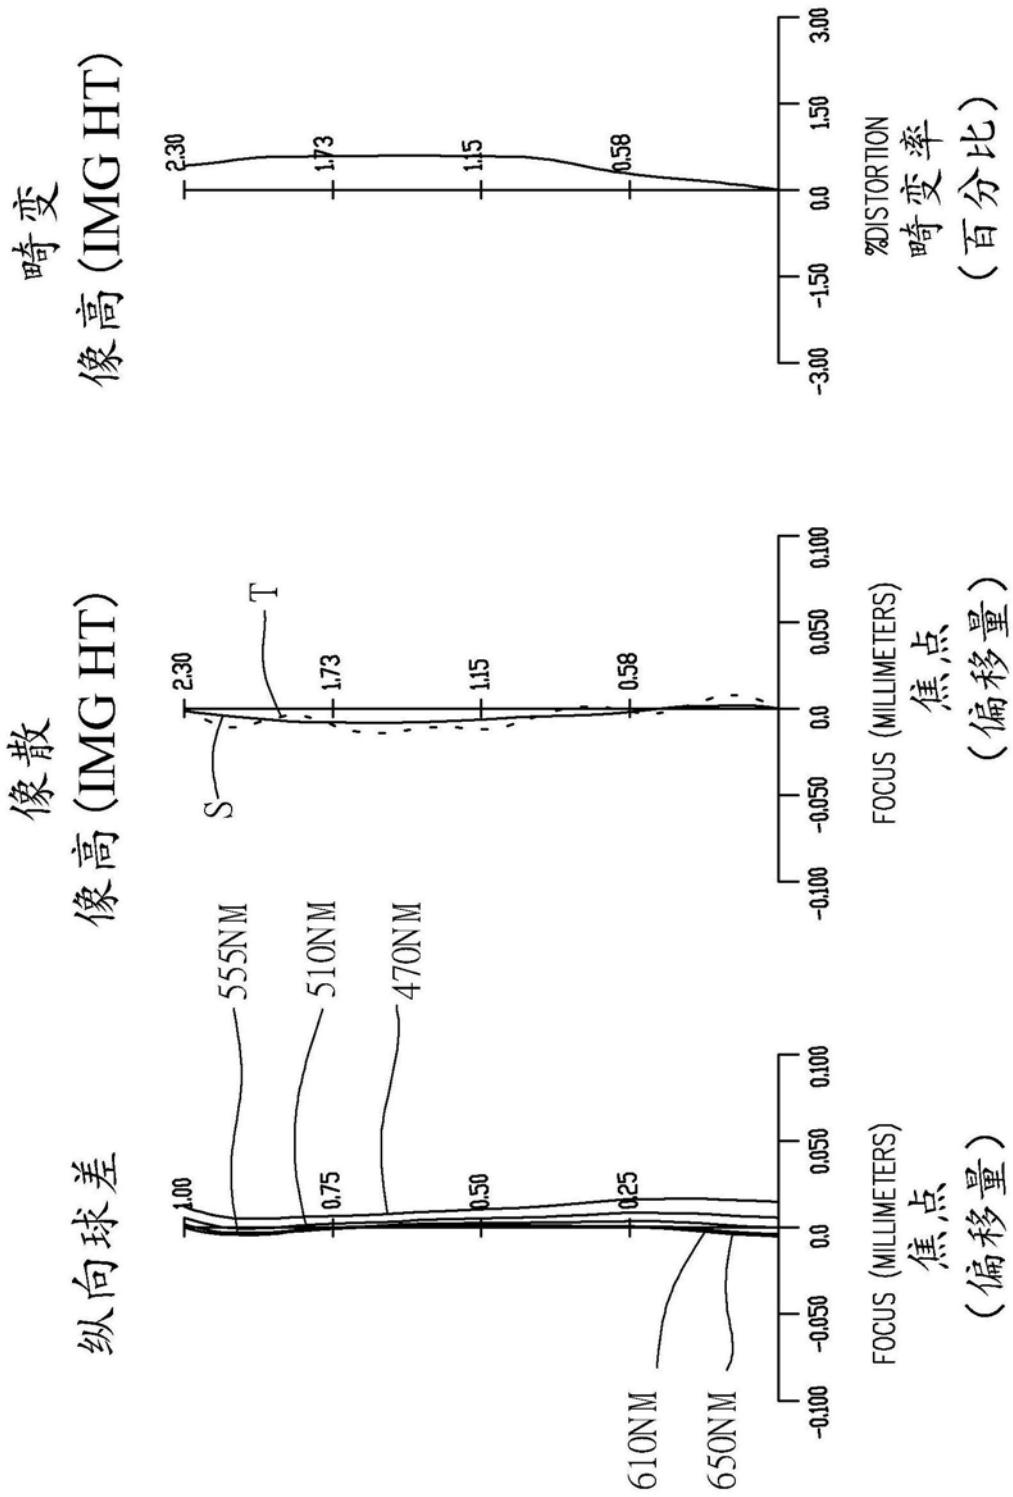 纵向球差
1.00
0.75
0.50
0.25
555NM
510NM
470NM
610NM
650NM
-0.100
-0.050
0.0
0.050
0.100
FOCUS (MILLIMETERS)
焦点
(偏移量)
像散
像高(IMG HT)
2.30
1.73
1.15
0.58
S
T
-0.100
-0.050
0.0
0.050
0.100
FOCUS (MILLIMETERS)
焦点
(偏移量)
畸变
像高(IMG HT)
2.30
1.73
1.15
0.58
-3.00
-1.50
0.0
1.50
3.00
%DISTORTION
畸变率
(百分比)